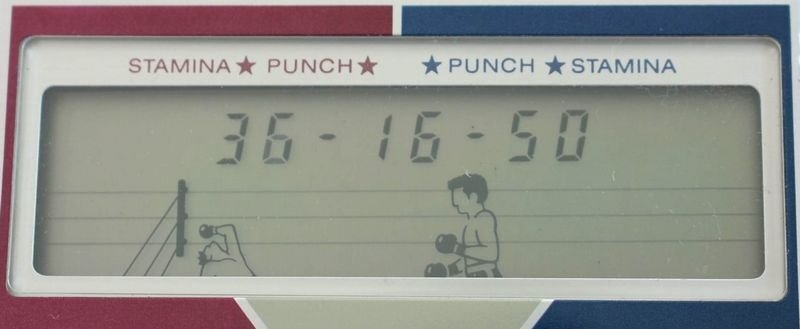 STAMINA★ PUNCH★ ★PUNCH ★STAMINA
36-16-50